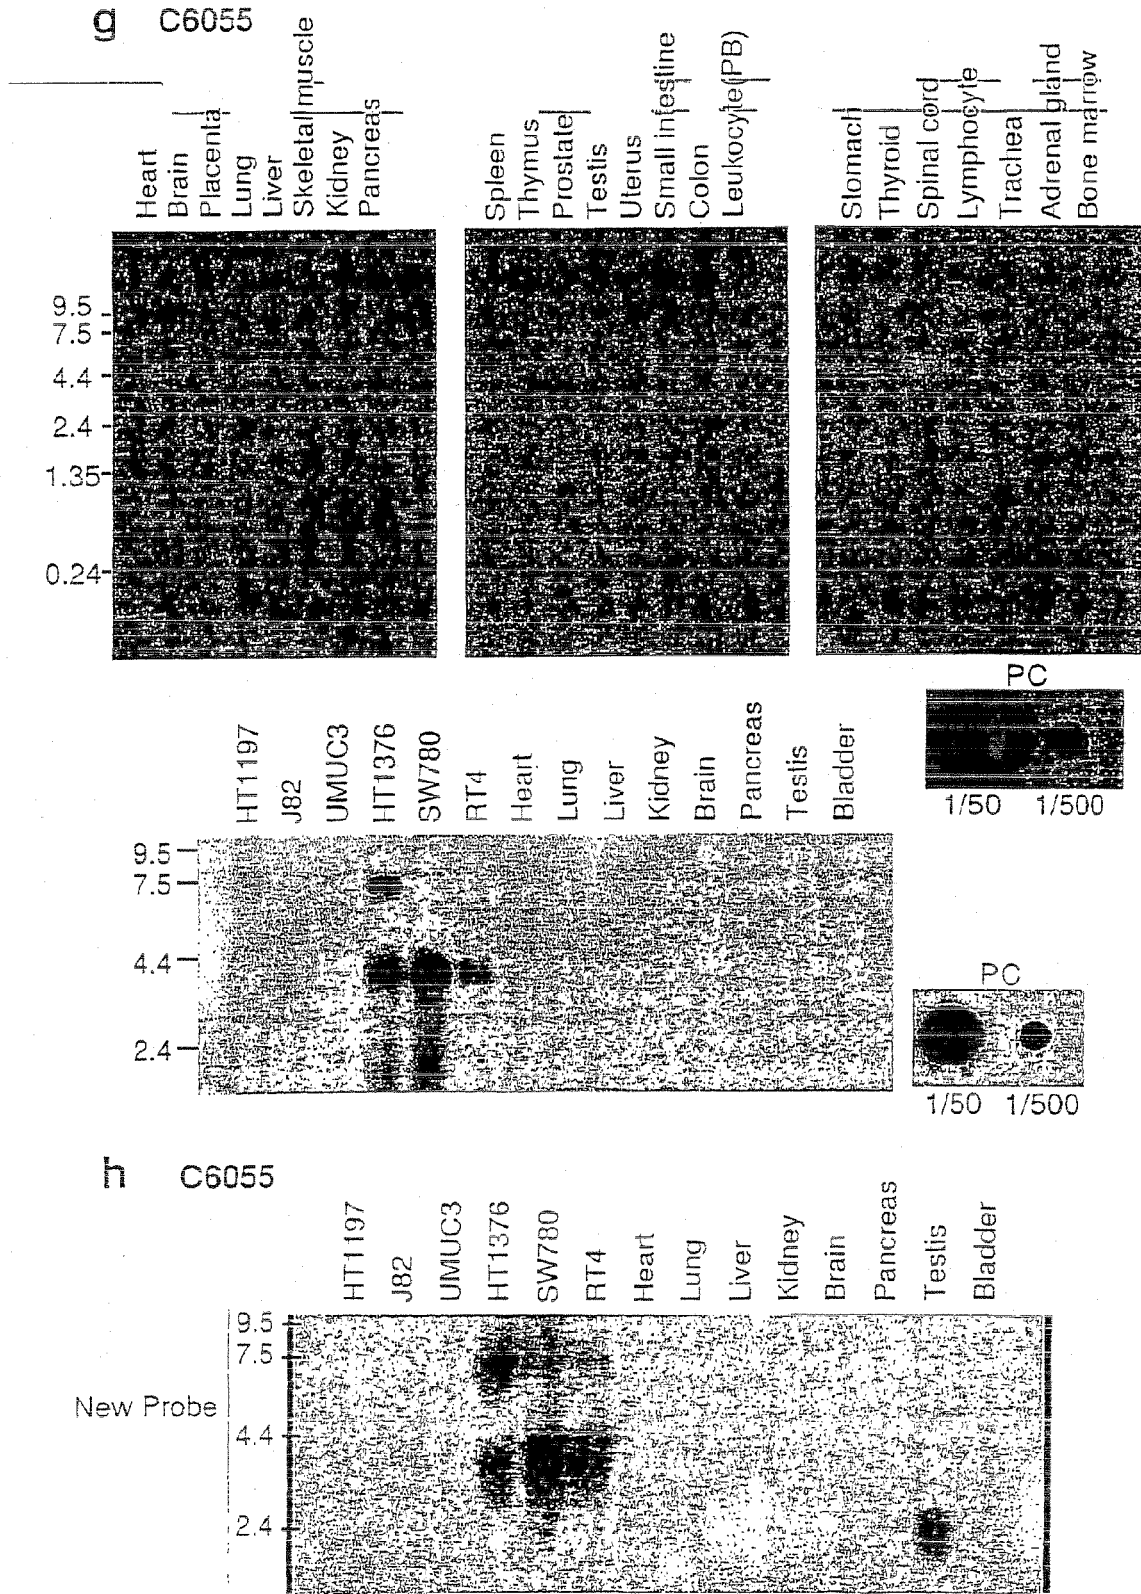 g C6055
Heart
Brain
Placenta
Lung
Liver
Skeletal muscle
Kidney
Pancreas
Spleen
Thymus
Prostate
Testis
Uterus
Small intestine
Colon
Leukocyte (PB)
Stomach
Thyroid
Spinal cord
Lymphocyte
Trachea
Adrenal gland
Bone marrow
9.5
7.5
4.4
2.4
1.35
0.24
PC
1/50 1/500
HT1197
J82
UMUC3
HT1376
SW780
RT4
Heart
Lung
Liver
Kidney
Brain
Pancreas
Testis
Bladder
9.5
7.5
4.4
2.4
PC
1/50 1/500
h C6055
HT1197
J82
UMUC3
HT1376
SW780
RT4
Heart
Lung
Liver
Kidney
Brain
Pancreas
Testis
Bladder
New Probe
9.5
7.5
4.4
2.4